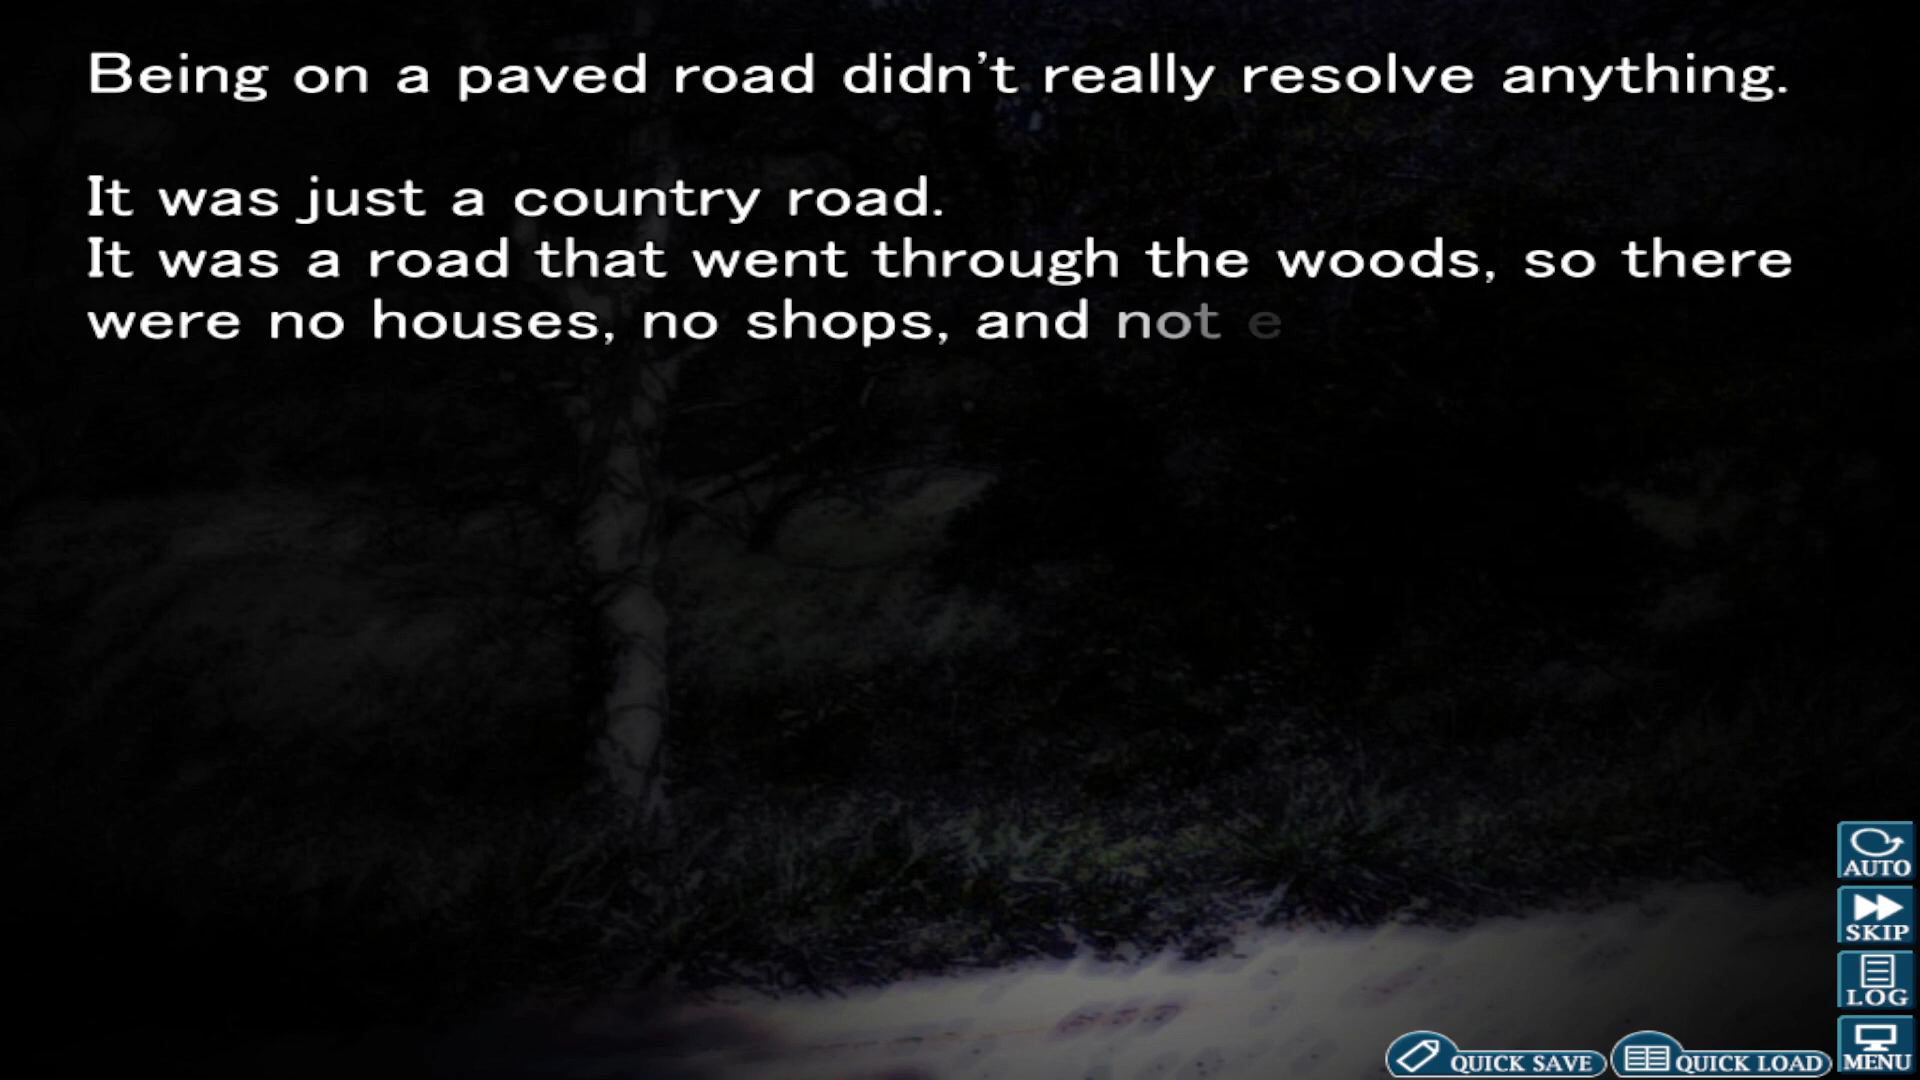 Being on a paved road didn't really resolve anything.
It was just a country road.
It was a road that went through the woods, so there
were no houses, no shops, and not e
AUTO
SKIP
LOG
MENU
QUICK SAVE
QUICK LOAD